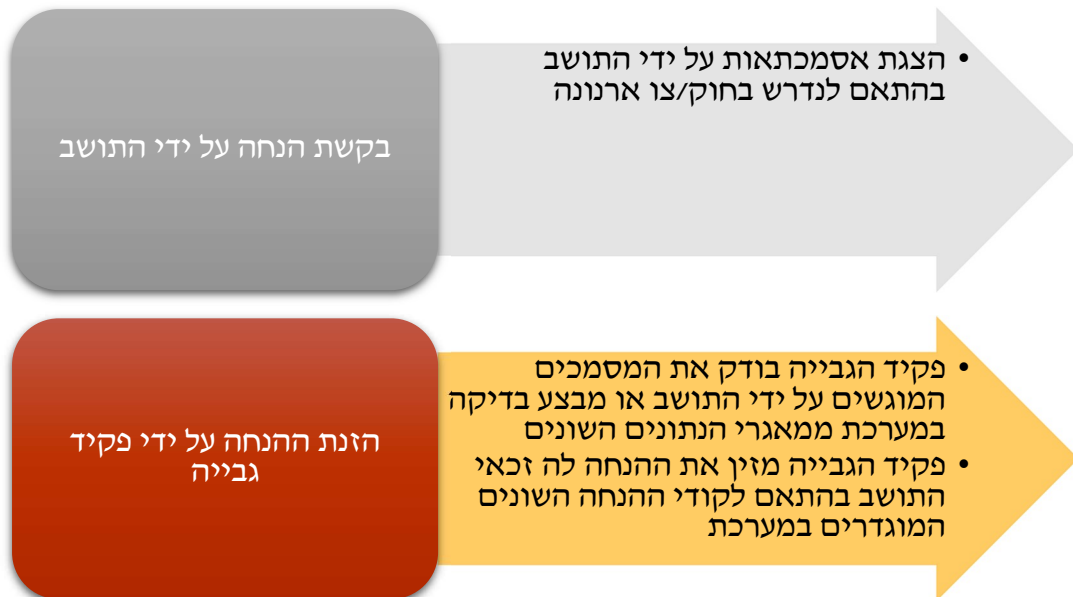 בקשת הנחה על ידי התושב
• הצגת אסמכתאות על ידי התושב
בהתאם לנדרש בחוק/צו ארנונה
הזנת ההנחה על ידי פקיד
גבייה
• פקיד הגבייה בודק את המסמכים
המוגשים על ידי התושב או מבצע בדיקה
במערכת ממאגרי הנתונים השונים
• פקיד הגבייה מזין את ההנחה לה זכאי
התושב בהתאם לקודי ההנחה השונים
המוגדרים במערכת